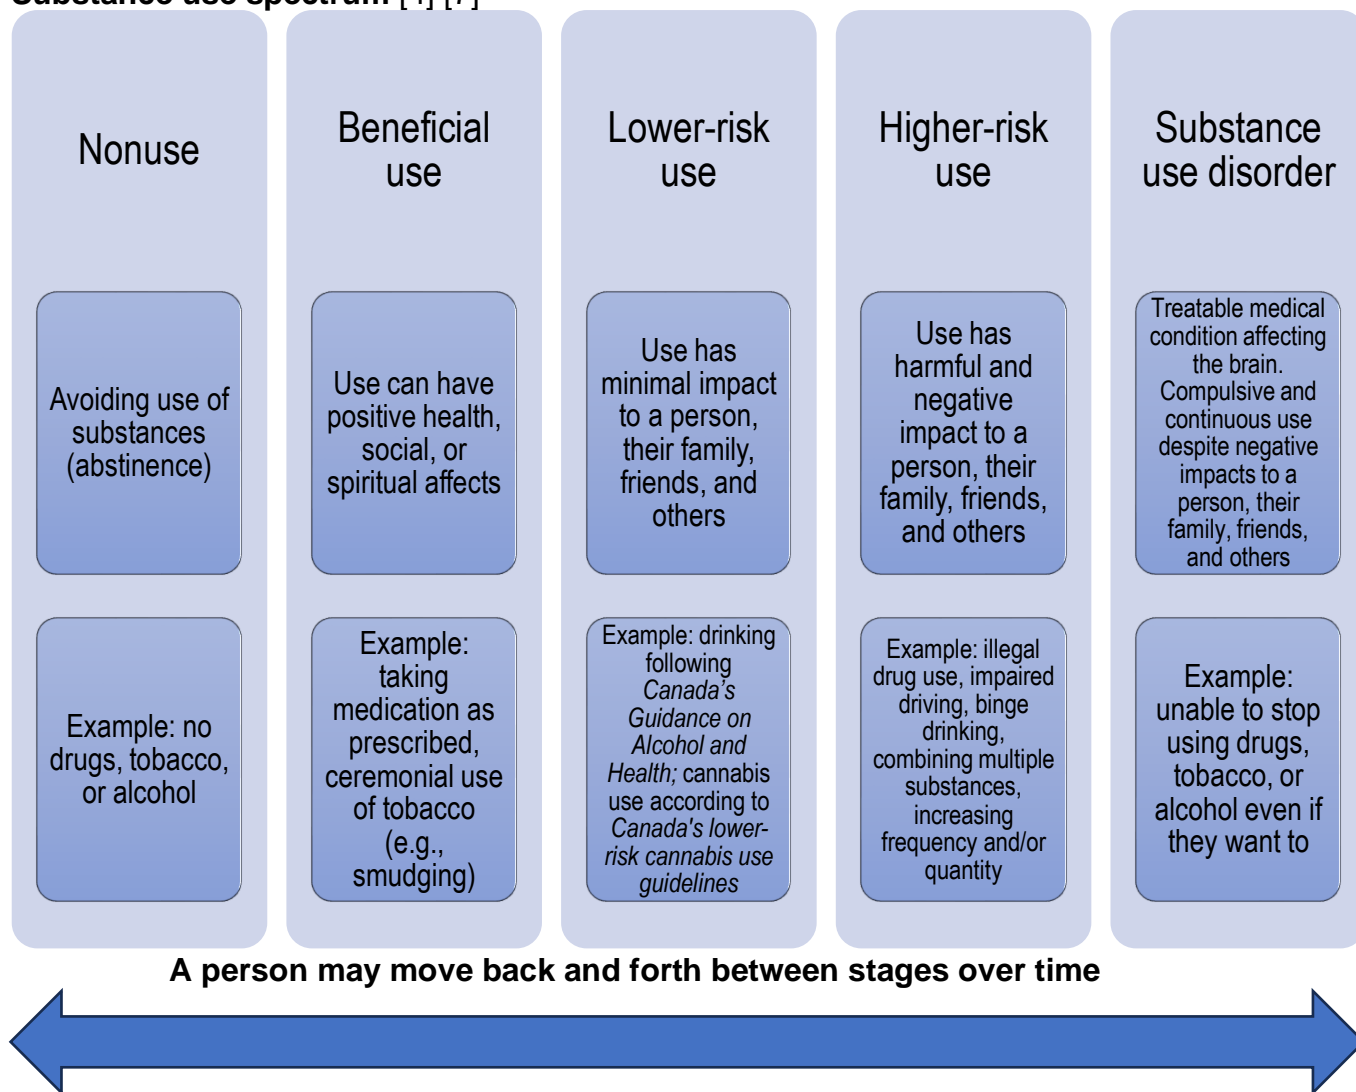 Substance use spectrum [4] [7]
Nonuse
Avoiding use of
substances
(abstinence)
Example: no
drugs, tobacco,
or alcohol
Beneficial
use
Use can have
positive health,
social, or
spiritual affects
Example:
taking
medication as
prescribed,
ceremonial use
of tobacco
(e.g.,
smudging)
Lower-risk
use
Use has
minimal impact
to a person,
their family,
friends, and
others
Example: drinking
following
Canada’s
Guidance on
Alcohol and
Health; cannabis
use according to
Canada's lower-
risk cannabis use
guidelines
Higher-risk
use
Use has
harmful and
negative
impact to a
person, their
family, friends,
and others
Example: illegal
drug use, impaired
driving, binge
drinking,
combining multiple
substances,
increasing
frequency and/or
quantity
Substance
use disorder
Treatable medical
condition affecting
the brain.
Compulsive and
continuous use
despite negative
impacts to a
person, their
family, friends,
and others
Example:
unable to stop
using drugs,
tobacco, or
alcohol even if
they want to
A person may move back and forth between stages over time